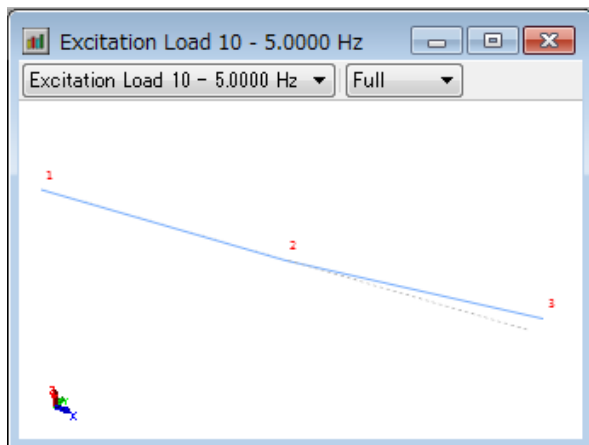 Excitation Load 10 - 5.0000 Hz
Excitation Load 10 - 5.0000 Hz Full
1
2
3
X